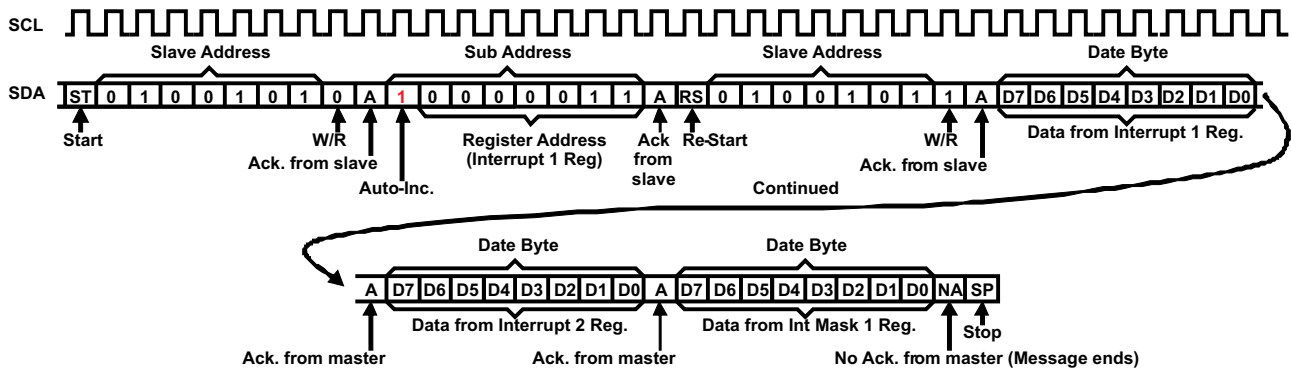 SCL
Slave Address Sub Address Slave Address Date Byte
SDA ST 0 1 0 0 1 0 1 0 A 1 0 0 0 0 0 1 1 A RS 0 1 0 0 1 0 1 1 A D7 D6 D5 D4 D3 D2 D1 D0
Start W/R Register Address Ack Re-Start W/R Data from Interrupt 1 Reg.
Ack. from slave (Interrupt 1 Reg) from Ack. from slave
slave
Auto-Inc. Continued
Date Byte Date Byte
A D7 D6 D5 D4 D3 D2 D1 D0 A D7 D6 D5 D4 D3 D2 D1 D0 NA SP
Data from Interrupt 2 Reg. Data from Int Mask 1 Reg. Stop
Ack. from master Ack. from master No Ack. from master (Message ends)